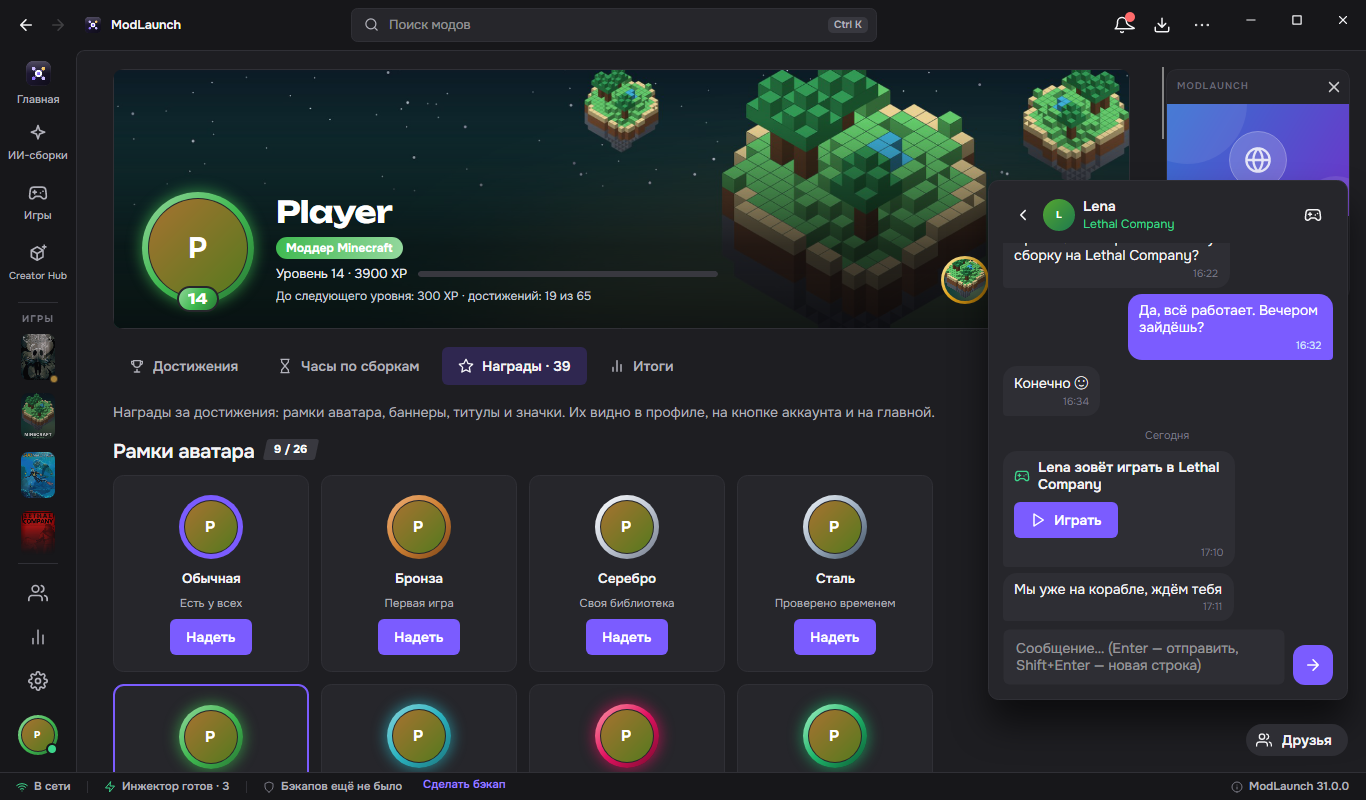 ModLaunch
Поиск модов
Ctrl K
Главная
ИИ-сборки
Игры
Creator Hub
ИГРЫ
MINECRAFT
LETHAL
COMPANY
P
14
Player
Моддер Minecraft
Уровень 14 · 3900 XP
До следующего уровня: 300 XP · достижений: 19 из 65
Достижения
Часы по сборкам
Награды · 39
Итоги
Награды за достижения: рамки аватара, баннеры, титулы и значки. Их видно в профиле, на кнопке аккаунта и на главной.
Рамки аватара
9 / 26
P
Обычная
Есть у всех
Надеть
P
Бронза
Первая игра
Надеть
P
Серебро
Своя библиотека
Надеть
P
Сталь
Проверено временем
Надеть
P
P
P
P
MODLAUNCH
L
Lena
Lethal Company
сборку на Lethal Company?
16:22
Да, всё работает. Вечером
зайдёшь?
16:32
Конечно
16:34
Сегодня
Lena зовёт играть в Lethal
Company
Играть
17:10
Мы уже на корабле, ждём тебя
17:11
Сообщение... (Enter — отправить,
Shift+Enter — новая строка)
Друзья
P
В сети
Инжектор готов · 3
Бэкапов ещё не было
Сделать бэкап
ModLaunch 31.0.0